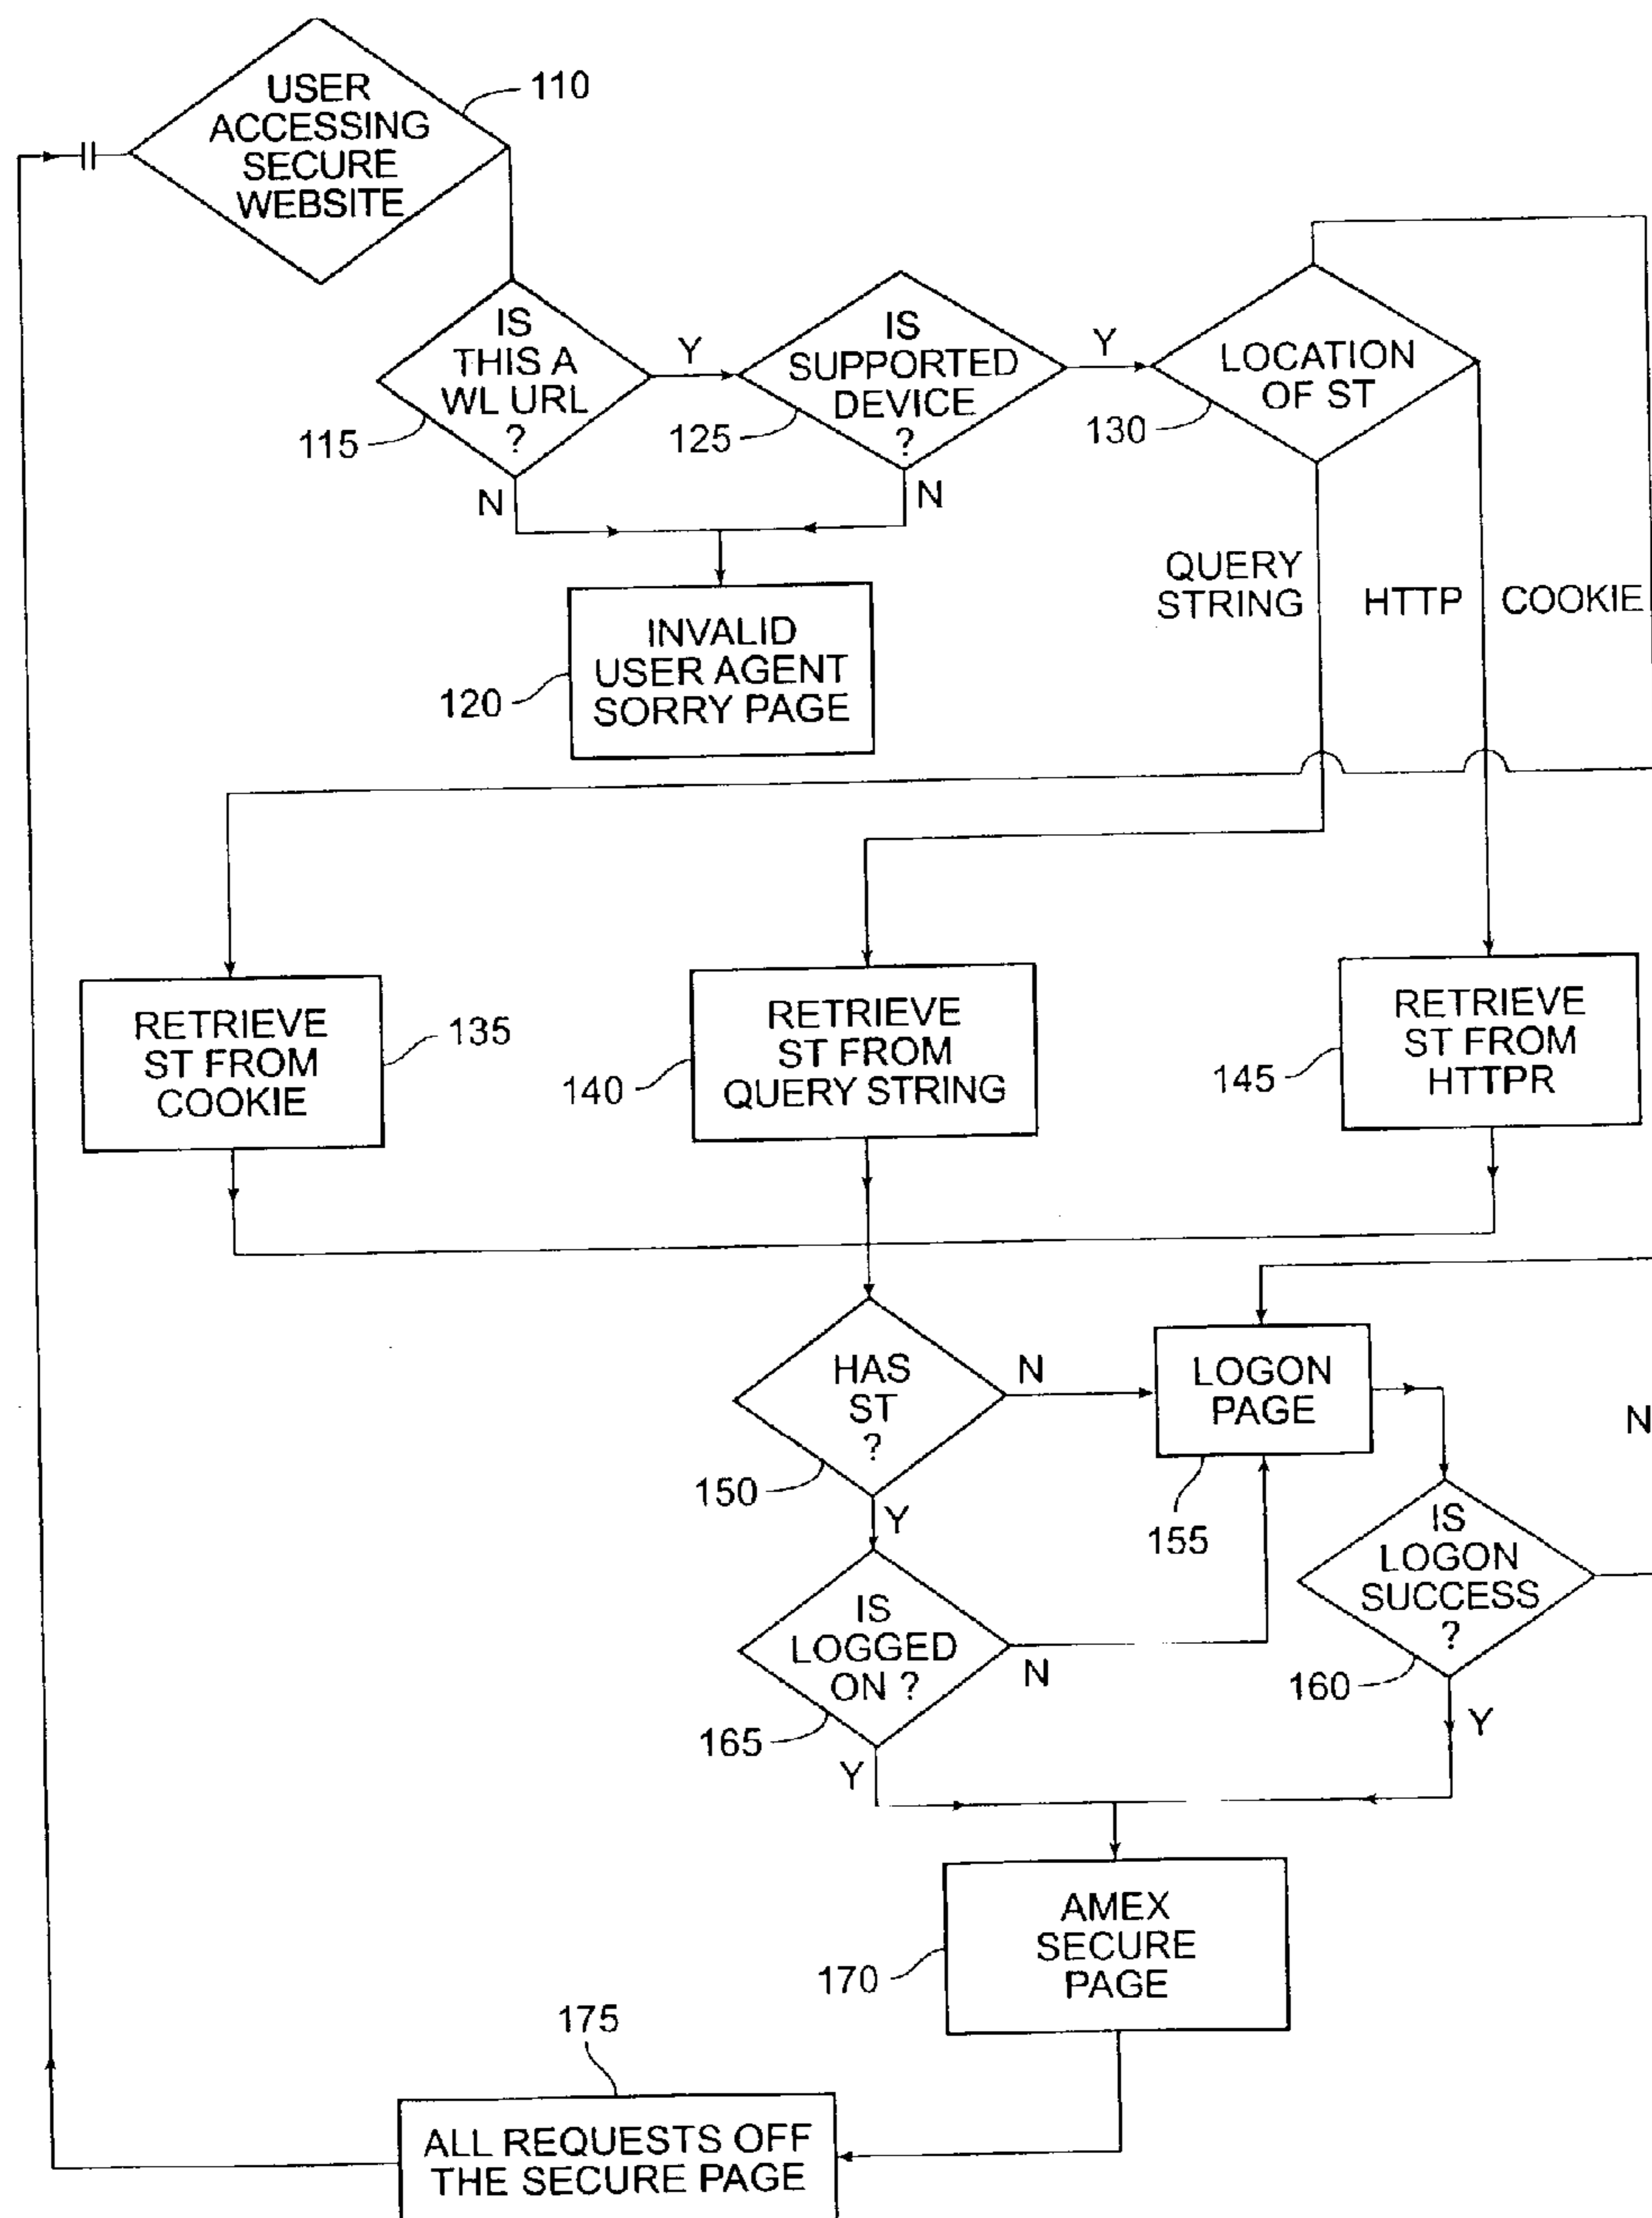 USER
ACCESSING
SECURE
WEBSITE
110
IS
THIS A
WL URL
?
115
Y
N
IS
SUPPORTED
DEVICE
?
125
Y
N
LOCATION
OF ST
130
QUERY
STRING
HTTP
COOKIE
INVALID
USER AGENT
SORRY PAGE
120
RETRIEVE
ST FROM
COOKIE
135
RETRIEVE
ST FROM
QUERY STRING
140
RETRIEVE
ST FROM
HTTPR
145
HAS
ST
?
150
N
Y
LOGON
PAGE
155
N
IS
LOGON
SUCCESS
?
160
Y
IS
LOGGED
ON ?
165
N
Y
AMEX
SECURE
PAGE
170
175
ALL REQUESTS OFF
THE SECURE PAGE